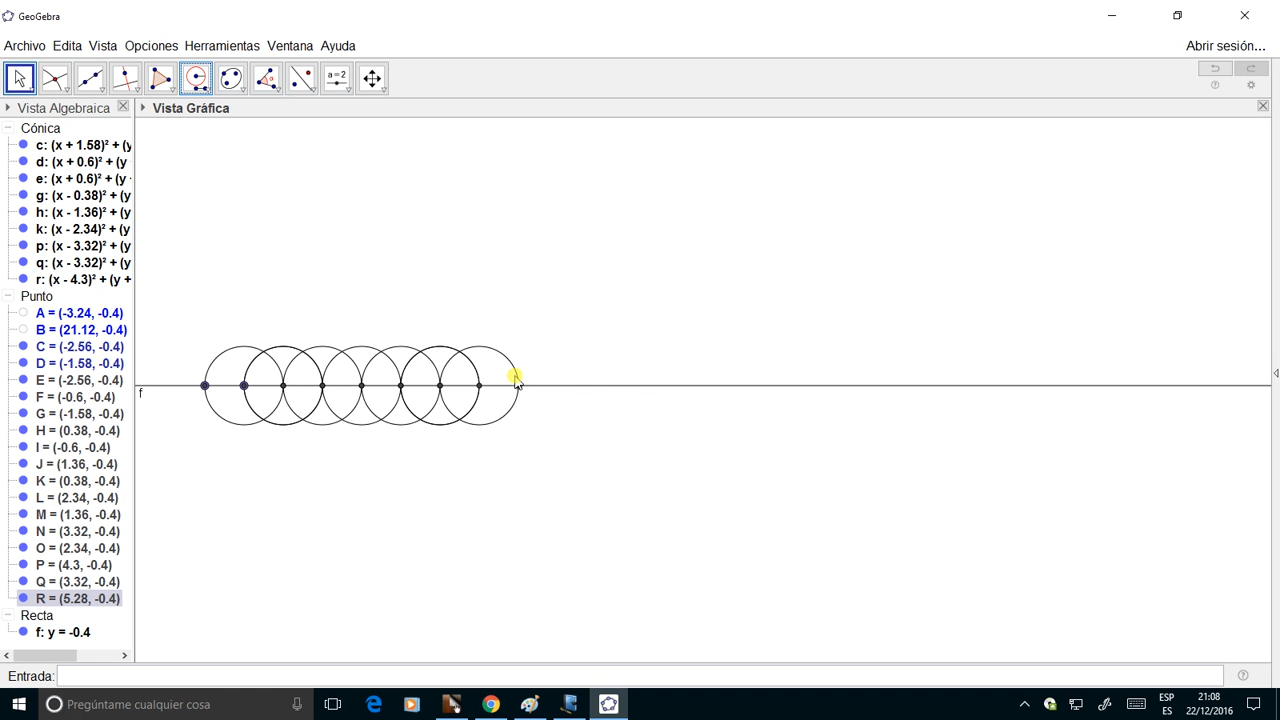 GeoGebra
Archivo Edita Vista Opciones Herramientas Ventana Ayuda
Abrir sesión...
a=2
Vista Algebraica
Vista Gráfica
Cónica
c: (x + 1.58)² + (y
d: (x + 0.6)² + (y
e: (x + 0.6)² + (y
g: (x - 0.38)² + (y
h: (x - 1.36)² + (y
k: (x - 2.34)² + (y
p: (x - 3.32)² + (y
q: (x - 3.32)² + (y
r: (x - 4.3)² + (y +
Punto
A = (-3.24, -0.4)
B = (21.12, -0.4)
C = (-2.56, -0.4)
D = (-1.58, -0.4)
E = (-2.56, -0.4)
F = (-0.6, -0.4)
G = (-1.58, -0.4)
H = (0.38, -0.4)
I = (-0.6, -0.4)
J = (1.36, -0.4)
K = (0.38, -0.4)
L = (2.34, -0.4)
M = (1.36, -0.4)
N = (3.32, -0.4)
O = (2.34, -0.4)
P = (4.3, -0.4)
Q = (3.32, -0.4)
R = (5.28, -0.4)
Recta
f: y = -0.4
f
Entrada:
Pregúntame cualquier cosa
ESP
ES
21:08
22/12/2016